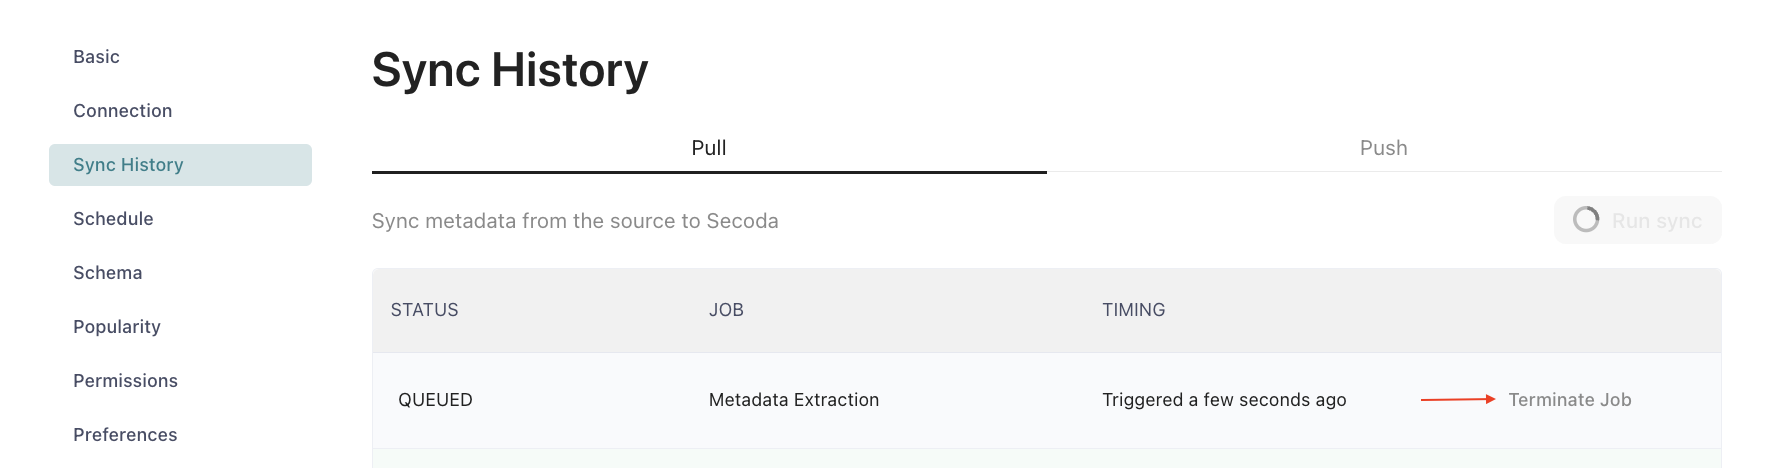 Basic
Connection
Sync History
Schedule
Schema
Popularity
Permissions
Preferences
Sync History
Pull Push
Sync metadata from the source to Secoda Run sync
STATUS JOB TIMING
QUEUED Metadata Extraction Triggered a few seconds ago Terminate Job